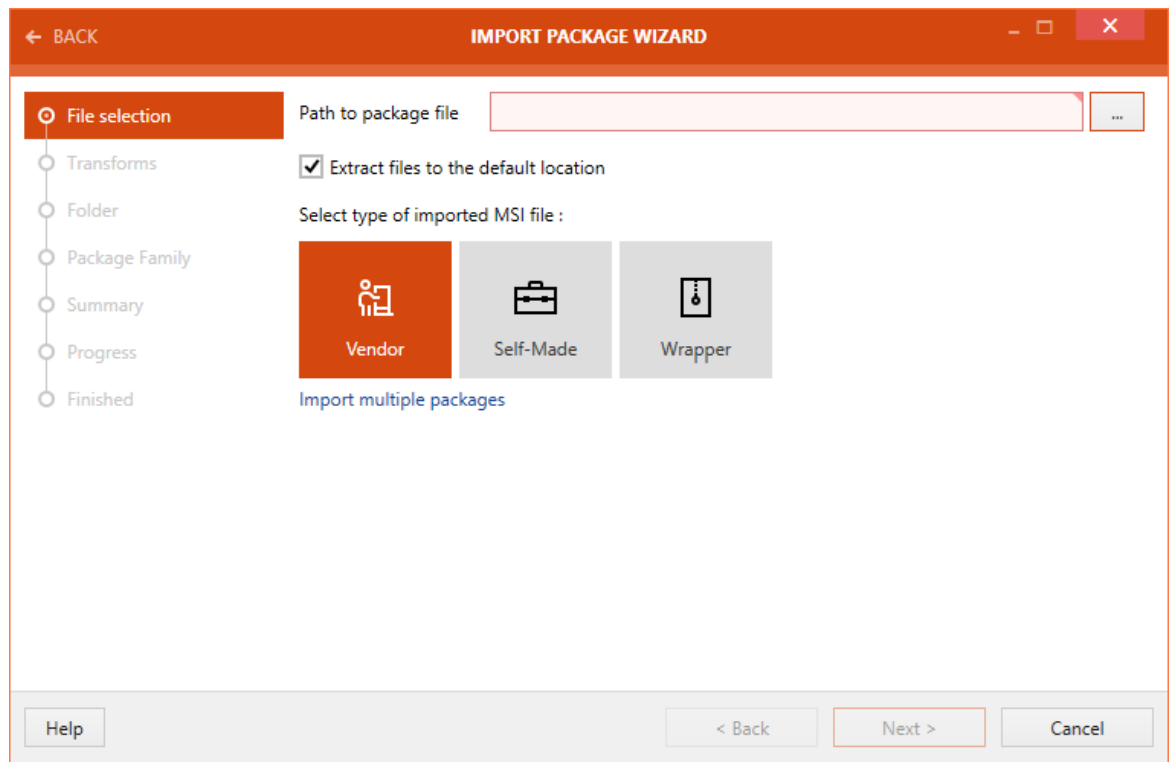 ← BACK
IMPORT PACKAGE WIZARD
File selection
Transforms
Folder
Package Family
Summary
Progress
Finished
Path to package file
...
Extract files to the default location
Select type of imported MSI file :
Vendor
Self-Made
Wrapper
Import multiple packages
Help
< Back
Next >
Cancel